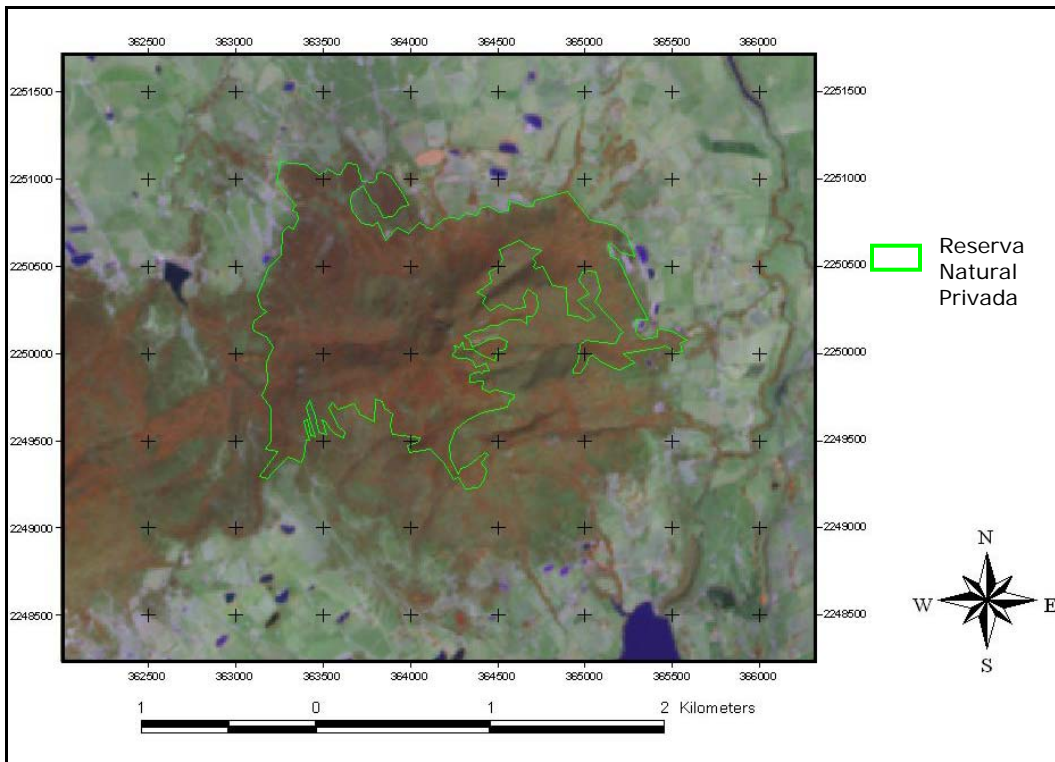 362500 363000 363500 364000 364500 365000 365500 366000
2251500 2251500
2251000 2251000
2250500 2250500
2250000 2250000
2249500 2249500
2249000 2249000
2248500 2248500
362500 363000 363500 364000 364500 365000 365500 366000
Reserva
Natural
Privada
N
W E
S
1 0 1 2 Kilometers